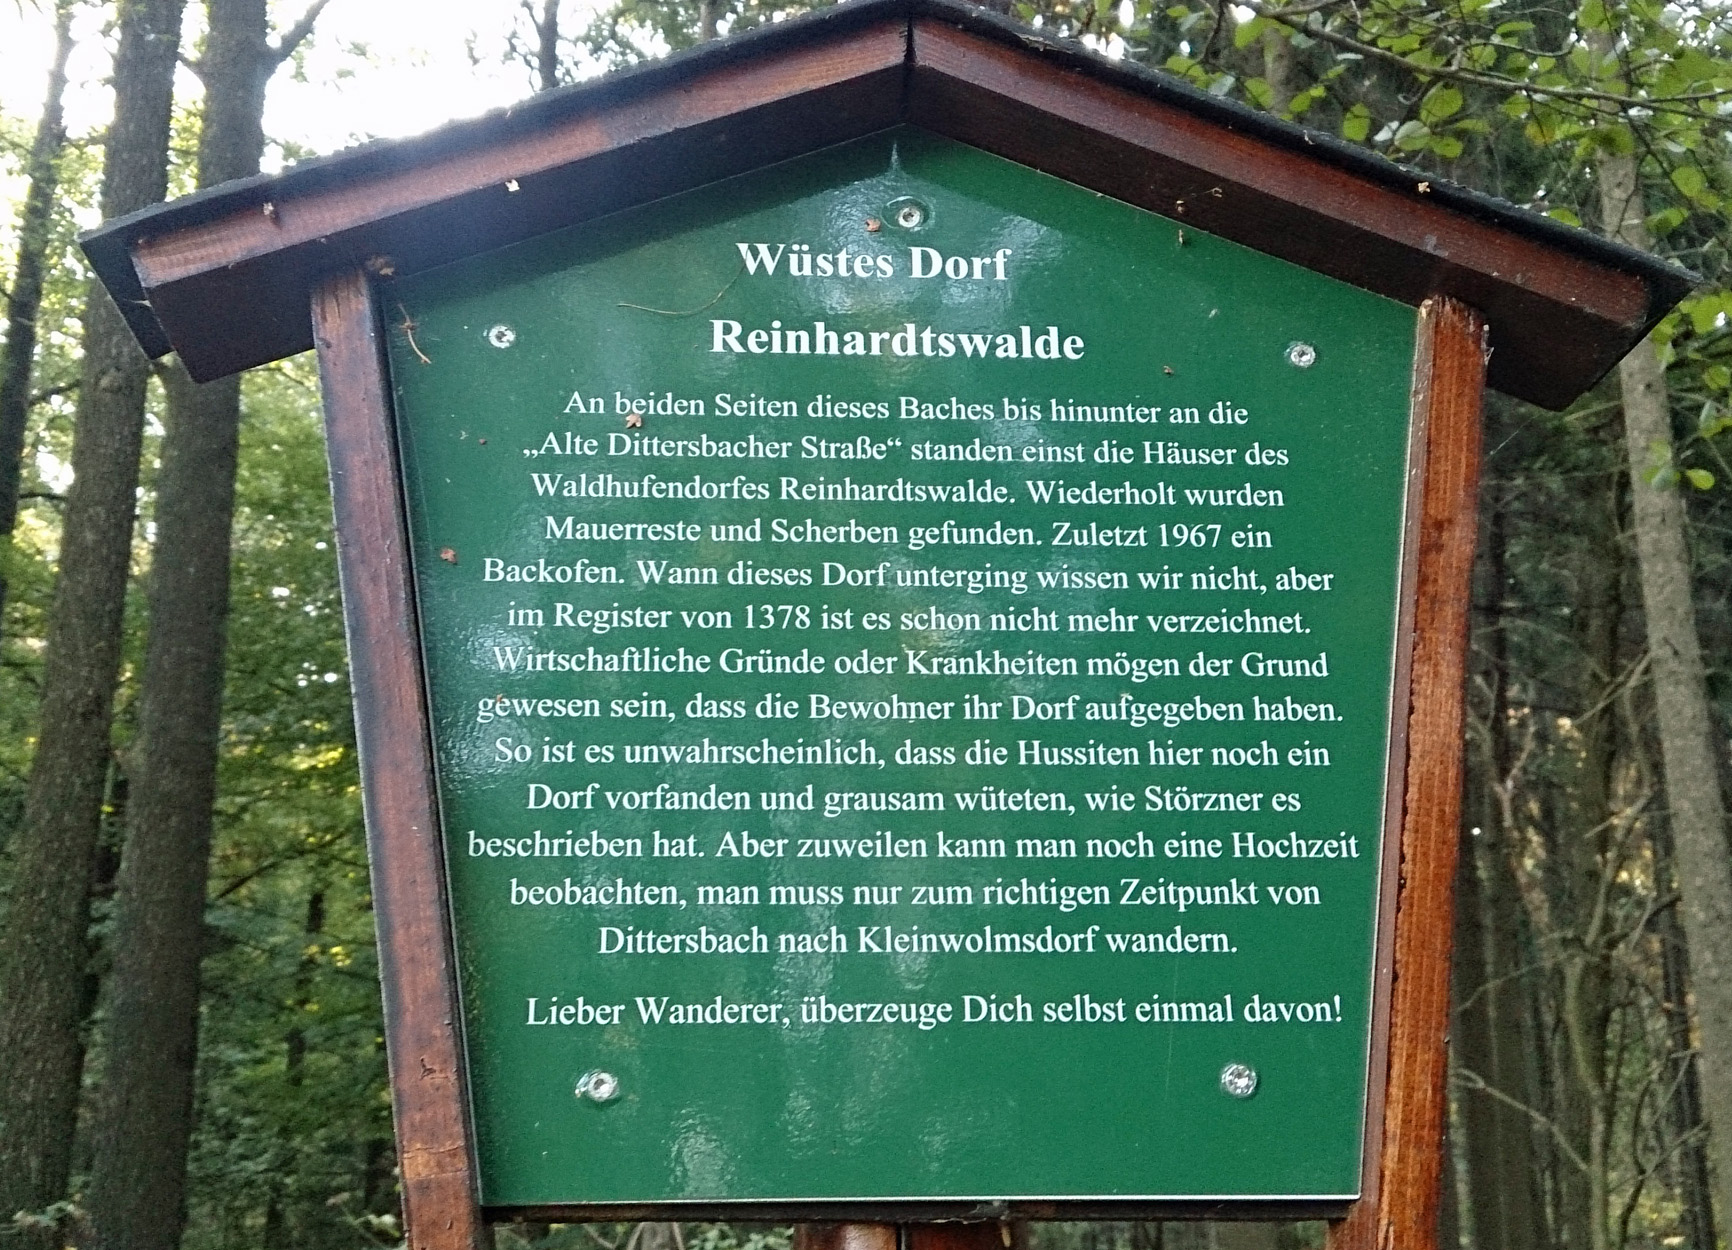 Wüstes Dorf
Reinhardtswalde
An beiden Seiten dieses Baches bis hinunter an die
„Alte Dittersbacher Straße“ standen einst die Häuser des
Waldhufendorfes Reinhardtswalde. Wiederholt wurden
Mauerreste und Scherben gefunden. Zuletzt 1967 ein
Backofen. Wann dieses Dorf unterging wissen wir nicht, aber
im Register von 1378 ist es schon nicht mehr verzeichnet.
Wirtschaftliche Gründe oder Krankheiten mögen der Grund
gewesen sein, dass die Bewohner ihr Dorf aufgegeben haben.
So ist es unwahrscheinlich, dass die Hussiten hier noch ein
Dorf vorfanden und grausam wüteten, wie Störzner es
beschrieben hat. Aber zuweilen kann man noch eine Hochzeit
beobachten, man muss nur zum richtigen Zeitpunkt von
Dittersbach nach Kleinwolmsdorf wandern.
Lieber Wanderer, überzeuge Dich selbst einmal davon!